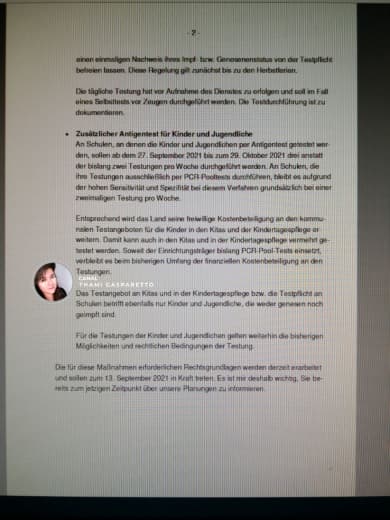 - 2 -
einen einmaligen Nachweis ihres Impf- bzw. Genesenenstatus von der Testpflicht
befreien lassen. Diese Regelung gilt zunächst bis zu den Herbstferien.
Die tägliche Testung hat vor Aufnahme des Dienstes zu erfolgen und soll im Fall
eines Selbsttests vor Zeugen durchgeführt werden. Die Testdurchführung ist zu
dokumentieren.
• Zusätzlicher Antigentest für Kinder und Jugendliche
An Schulen, an denen die Kinder und Jugendlichen per Antigentest getestet wer-
den, sollen ab dem 27. September 2021 bis zum 29. Oktober 2021 drei anstatt
der bislang zwei Testungen pro Woche durchgeführt werden. An Schulen, die
ihre Testungen ausschließlich per PCR-Pooltests durchführen, bleibt es aufgrund
der hohen Sensitivität und Spezifität bei diesem Verfahren grundsätzlich bei einer
zweimaligen Testung pro Woche.
Entsprechend wird das Land seine freiwillige Kostenbeteiligung an den kommu-
nalen Testangeboten für die Kinder in den Kitas und der Kindertagespflege er-
weitern. Damit kann auch in den Kitas und in der Kindertagespflege vermehrt ge-
testet werden. Soweit der Einrichtungsträger bislang PCR-Pool-Tests einsetzt,
verbleibt es beim bisherigen Umfang der finanziellen Kostenbeteiligung an den
Testungen.
CANAL
THAMI GASPARETTO
Das Testangebot an Kitas und in der Kindertagespflege bzw. die Testpflicht an
Schulen betrifft ebenfalls nur Kinder und Jugendliche, die weder genesen noch
geimpft sind.
Für die Testungen der Kinder und Jugendlichen gelten weiterhin die bisherigen
Möglichkeiten und rechtlichen Bedingungen der Testung.
Die für diese Maßnahmen erforderlichen Rechtsgrundlagen werden derzeit erarbeitet
und sollen zum 13. September 2021 in Kraft treten. Es ist mir deshalb wichtig, Sie be-
reits zum jetzigen Zeitpunkt über unsere Planungen zu informieren.